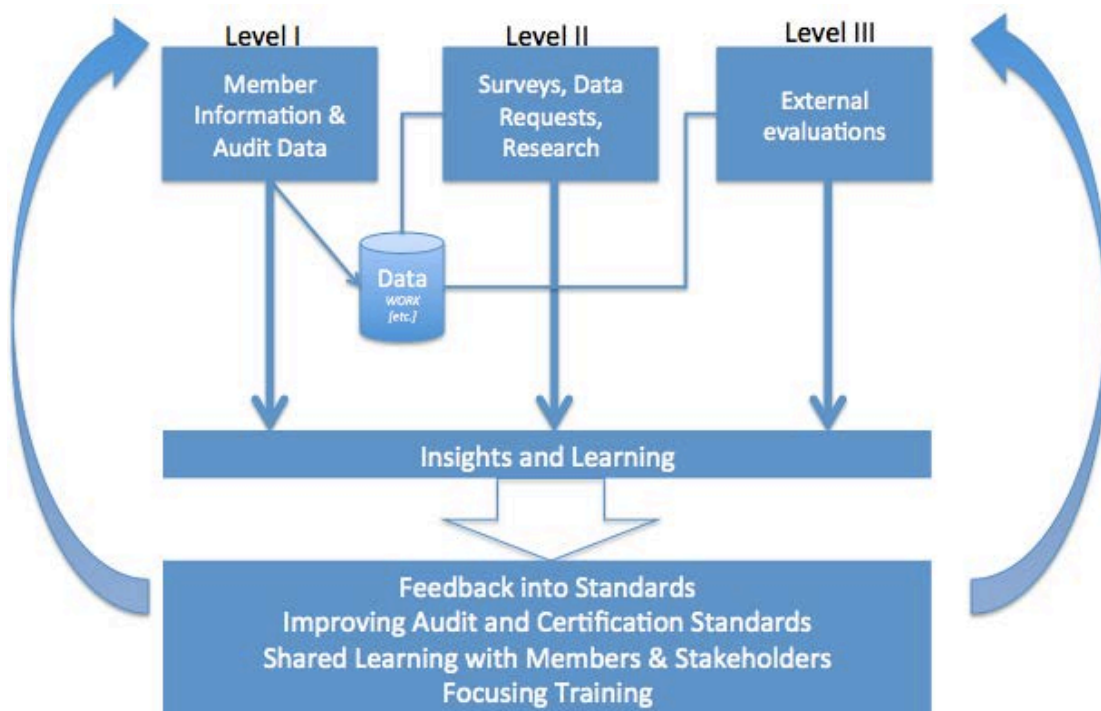 Level I
Level II
Level III
Member
Information &
Audit Data
Surveys, Data
Requests,
Research
External
evaluations
Data
WORK
[etc.]
Insights and Learning
Feedback into Standards
Improving Audit and Certification Standards
Shared Learning with Members & Stakeholders
Focusing Training